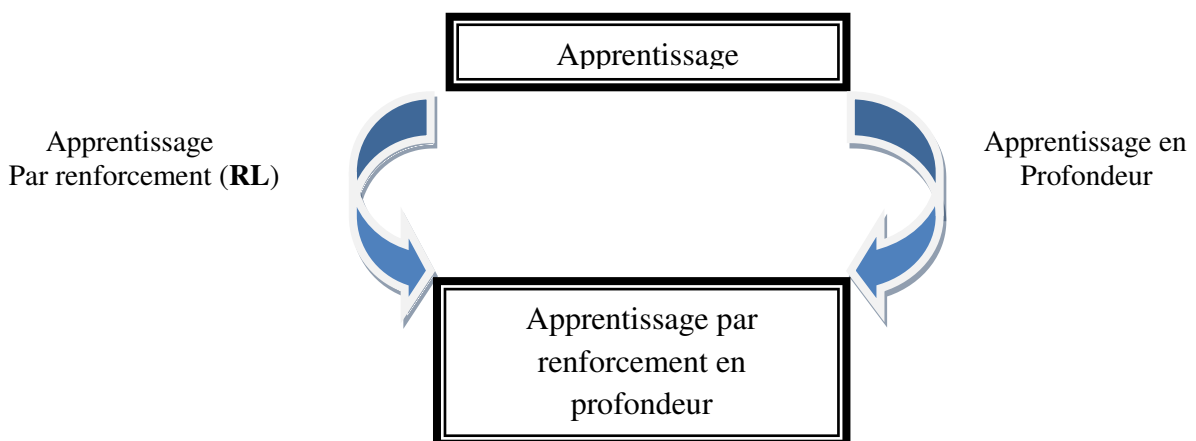 Apprentissage
Apprentissage
Par renforcement (RL)
Apprentissage en
Profondeur
Apprentissage par
renforcement en
profondeur